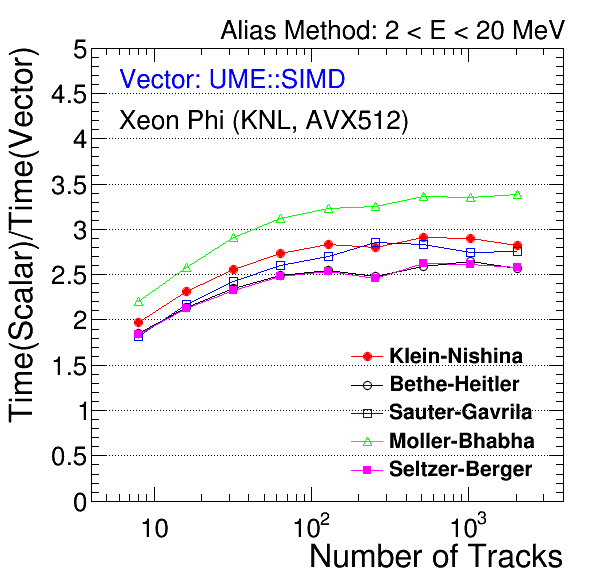 Alias Method: 2 < E < 20 MeV
Time(Scalar)/Time(Vector)
5
4.5
4
3.5
3
2.5
2
1.5
1
0.5
0
Vector: UME::SIMD
Xeon Phi (KNL, AVX512)
Klein-Nishina
Bethe-Heitler
Sauter-Gavrila
Moller-Bhabha
Seltzer-Berger
10 10² 10³
Number of Tracks